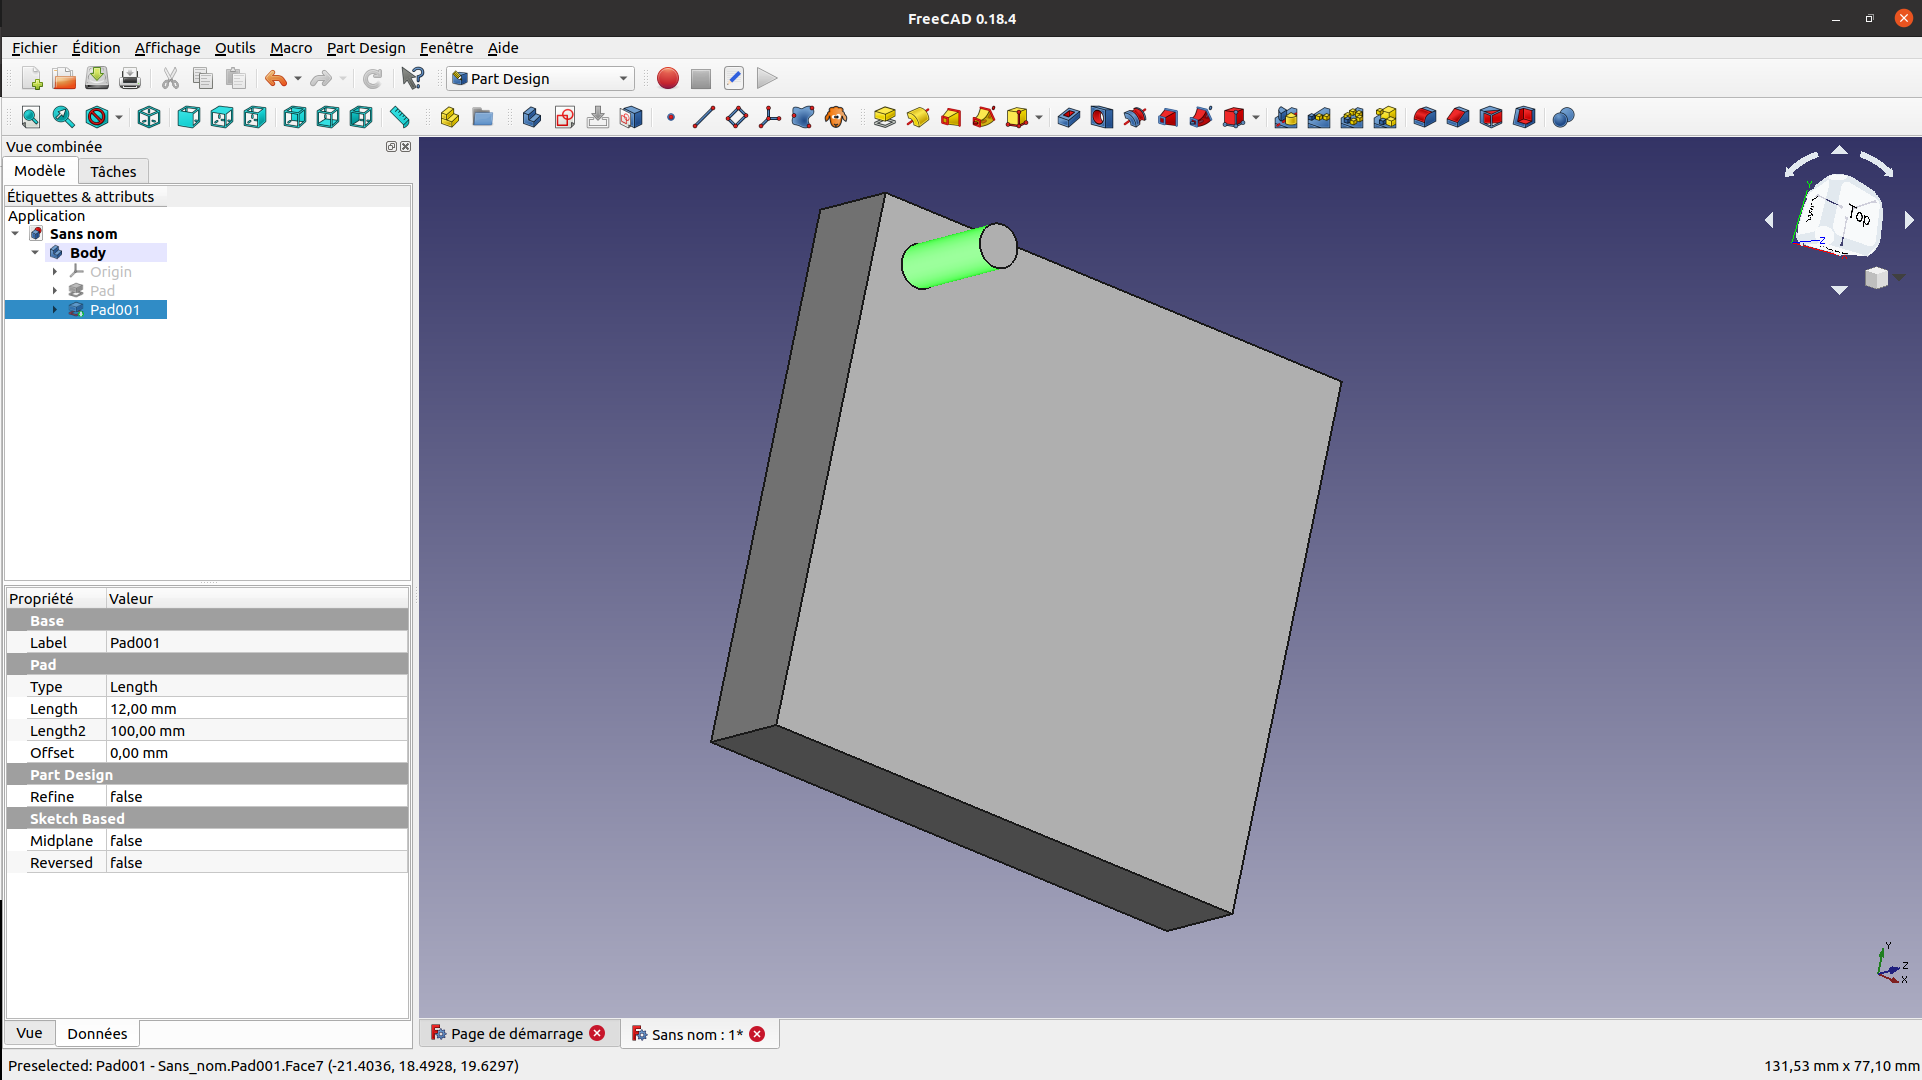 FreeCAD 0.18.4
Fichier Édition Affichage Outils Macro Part Design Fenêtre Aide
Part Design
Vue combinée
Modèle Tâches
Étiquettes & attributs
Application
Sans nom
Body
Origin
Pad
Pad001
Propriété Valeur
Base
Label Pad001
Pad
Type Length
Length 12,00 mm
Length2 100,00 mm
Offset 0,00 mm
Part Design
Refine false
Sketch Based
Midplane false
Reversed false
Vue Données
Top
Y
Z
Y
Z
X
Page de démarrage Sans nom : 1*
Preselected: Pad001 - Sans_nom.Pad001.Face7 (-21.4036, 18.4928, 19.6297) 131,53 mm x 77,10 mm